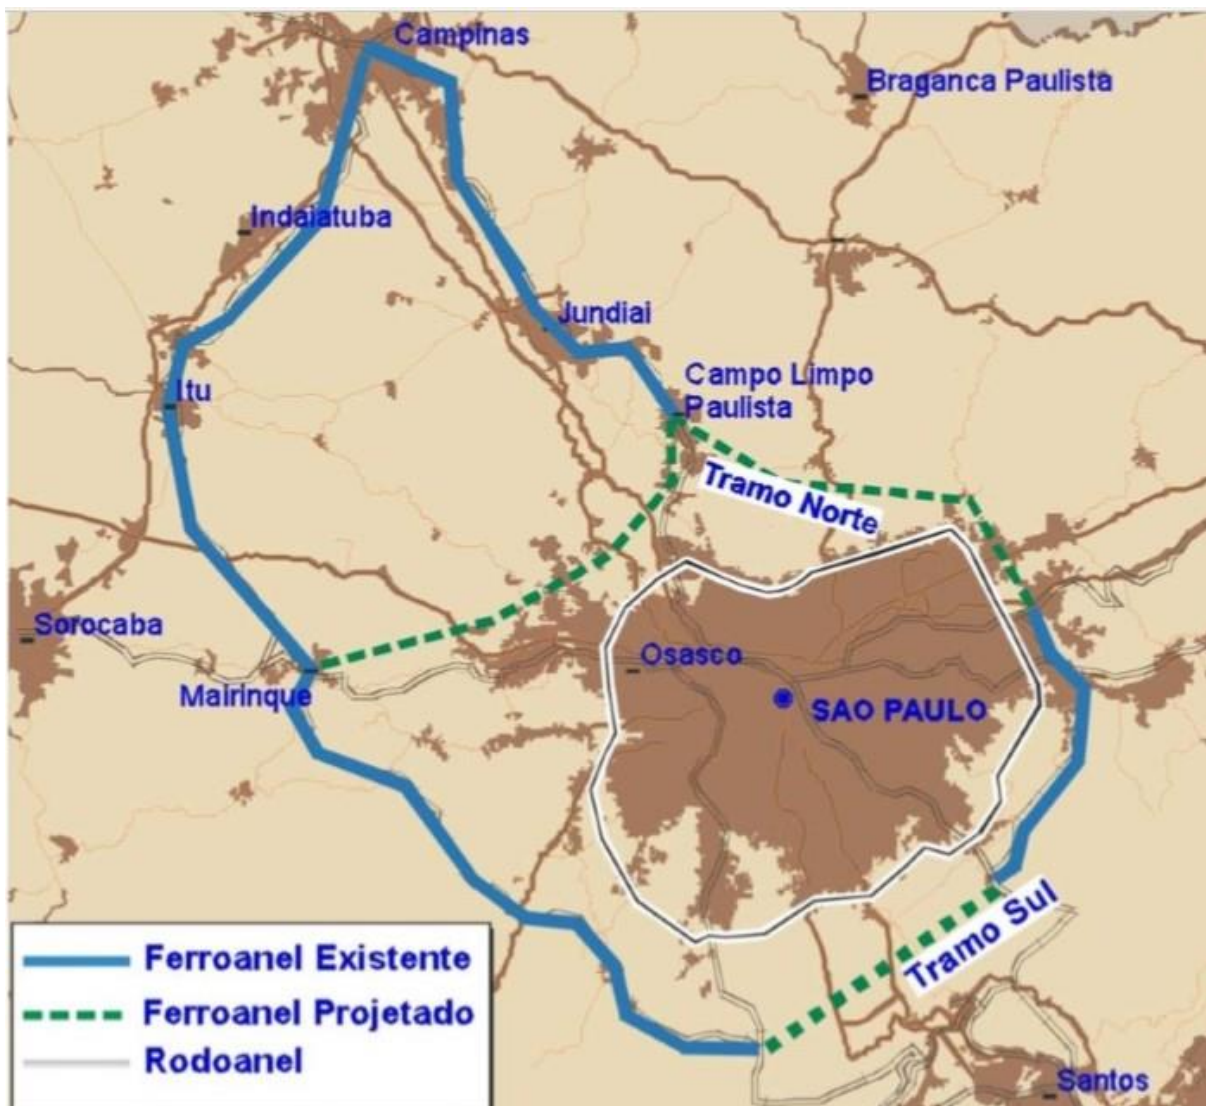 Campinas
Braganca Paulista
Indaiatuba
Jundiai
Campo Limpo
Paulista
Itu
Tramo Norte
Sorocaba
Osasco
Mairinque
SAO PAULO
Tramo Sul
Ferroanel Existente
Ferroanel Projetado
Rodoanel
Santos